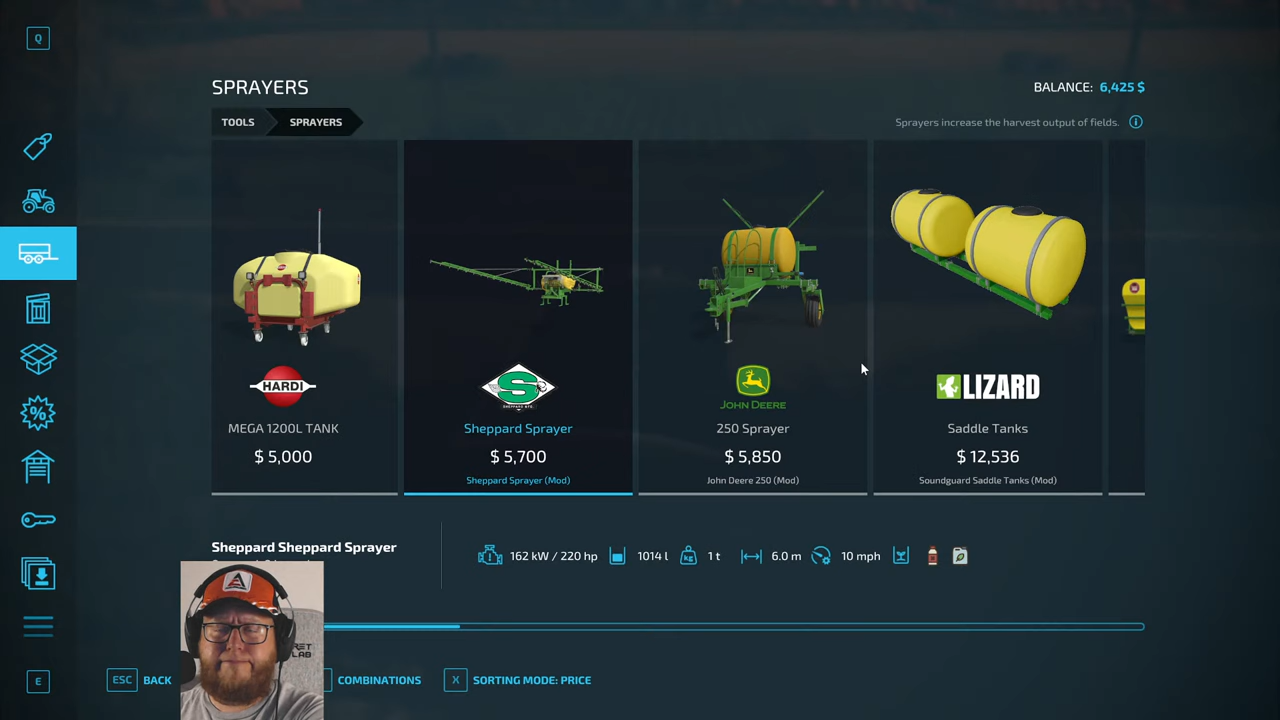 Q
SPRAYERS
BALANCE: 6,425 $
TOOLS
SPRAYERS
Sprayers increase the harvest output of fields.
HARDI
MEGA 1200L TANK
$ 5,000
S
Sheppard Sprayer
$ 5,700
Sheppard Sprayer (Mod)
JOHN DEERE
250 Sprayer
$ 5,850
John Deere 250 (Mod)
LIZARD
Saddle Tanks
$ 12,536
Soundguard Saddle Tanks (Mod)
Sheppard Sheppard Sprayer
162 kW / 220 hp
1014 l
1 t
6.0 m
10 mph
E
ESC BACK
COMBINATIONS
X SORTING MODE: PRICE